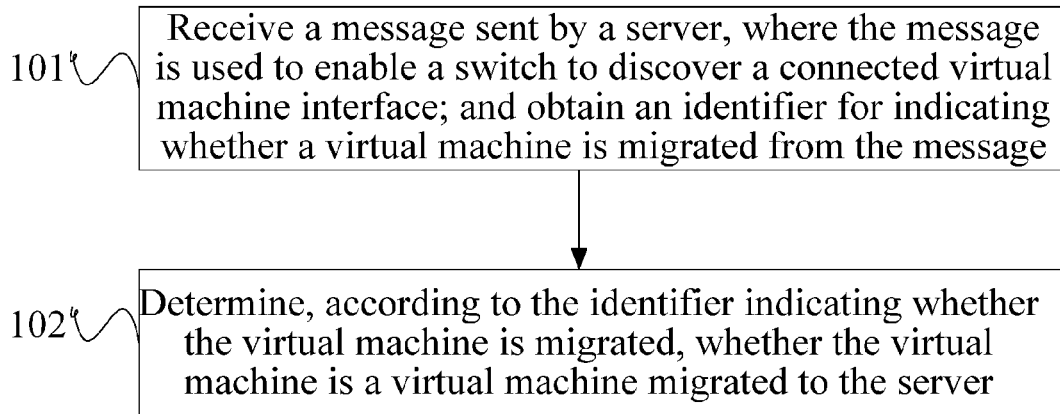 101
Receive a message sent by a server, where the message
is used to enable a switch to discover a connected virtual
machine interface; and obtain an identifier for indicating
whether a virtual machine is migrated from the message
102
Determine, according to the identifier indicating whether
the virtual machine is migrated, whether the virtual
machine is a virtual machine migrated to the server